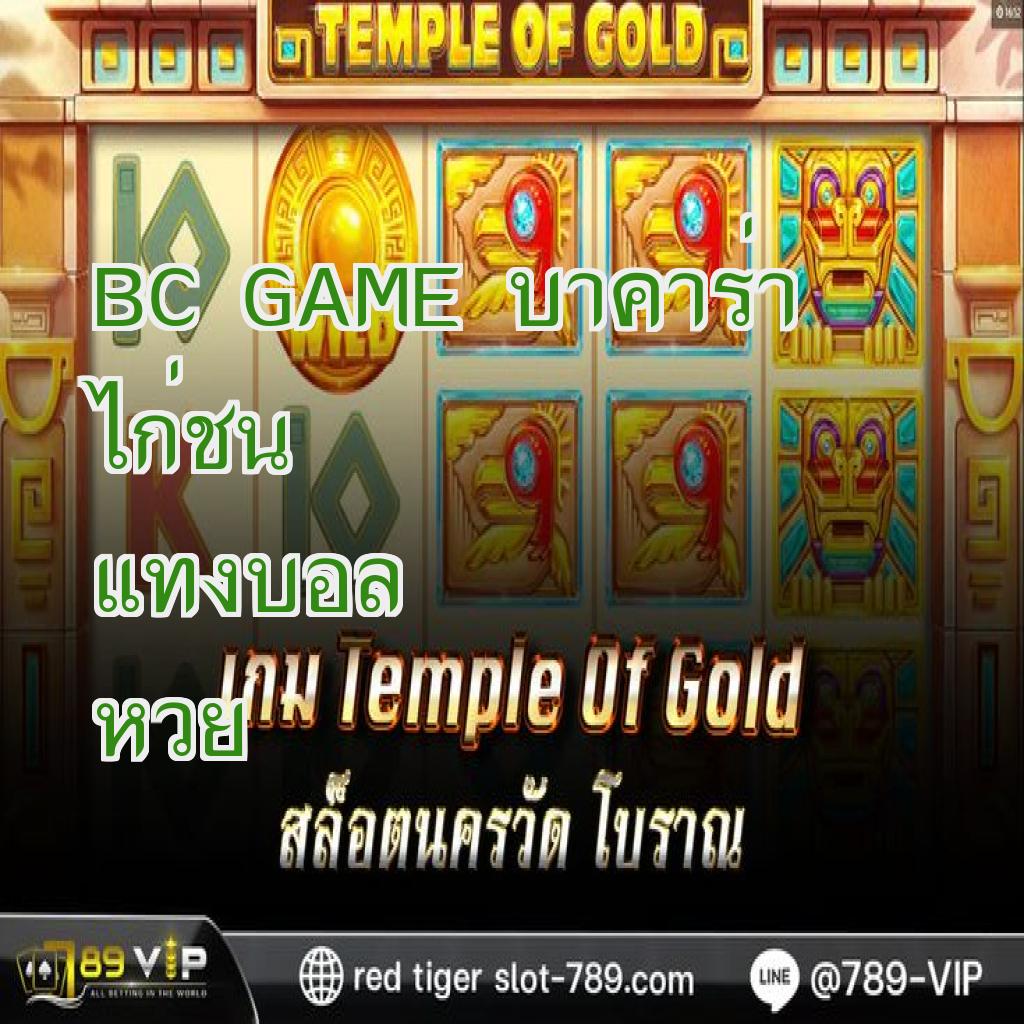 TEMPLE OF GOLD
WILD
BC GAME บาคาร่า
ไก่ชน
แทงบอล
หวย
เกม Temple Of Gold
สล็อตนครวัด โบราณ
789 VIP
ALL BETTING IN THE WORLD
red tiger slot-789.com
LINE @789-VIP